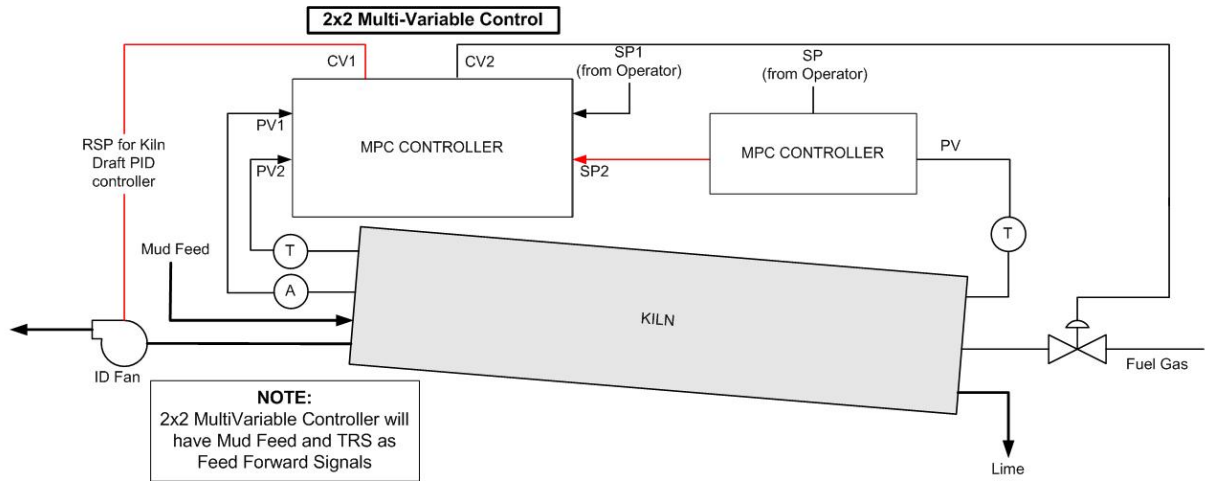 2x2 Multi-Variable Control
CV1
CV2
SP1
(from Operator)
SP
(from Operator)
PV1
PV2
MPC CONTROLLER
SP2
MPC CONTROLLER
PV
RSP for Kiln
Draft PID
controller
Mud Feed
T
A
T
KILN
ID Fan
Fuel Gas
NOTE:
2x2 MultiVariable Controller will
have Mud Feed and TRS as
Feed Forward Signals
Lime